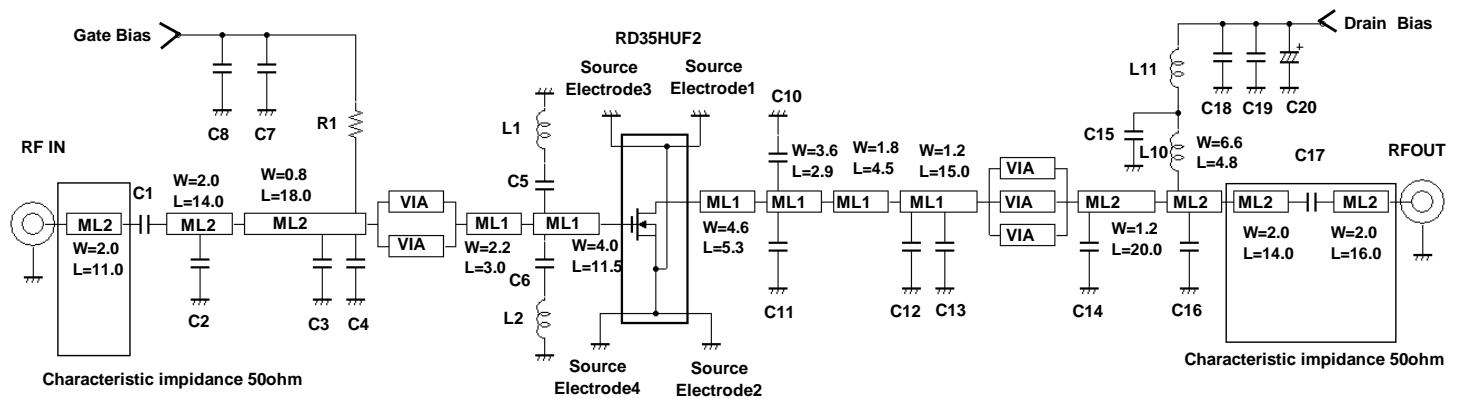 Gate Bias
RD35HUF2
Drain Bias
Source
Electrode3
Source
Electrode1
L11
C18
C19
C20
+
C8
C7
R1
L1
C10
C15
L10
W=6.6
L=4.8
C17
RF IN
RFOUT
C1
W=2.0
L=14.0
W=0.8
L=18.0
C5
W=3.6
L=2.9
W=1.8
L=4.5
W=1.2
L=15.0
VIA
VIA
VIA
VIA
VIA
ML2
ML2
ML2
ML1
ML1
ML1
ML1
ML1
ML1
ML2
ML2
ML2
ML2
W=2.0
L=11.0
W=2.2
L=3.0
W=4.0
L=11.5
W=4.6
L=5.3
W=1.2
L=20.0
W=2.0
L=14.0
W=2.0
L=16.0
C6
C2
C3
C4
L2
C11
C12
C13
C14
C16
Source
Electrode4
Source
Electrode2
Characteristic impidance 50ohm
Characteristic impidance 50ohm